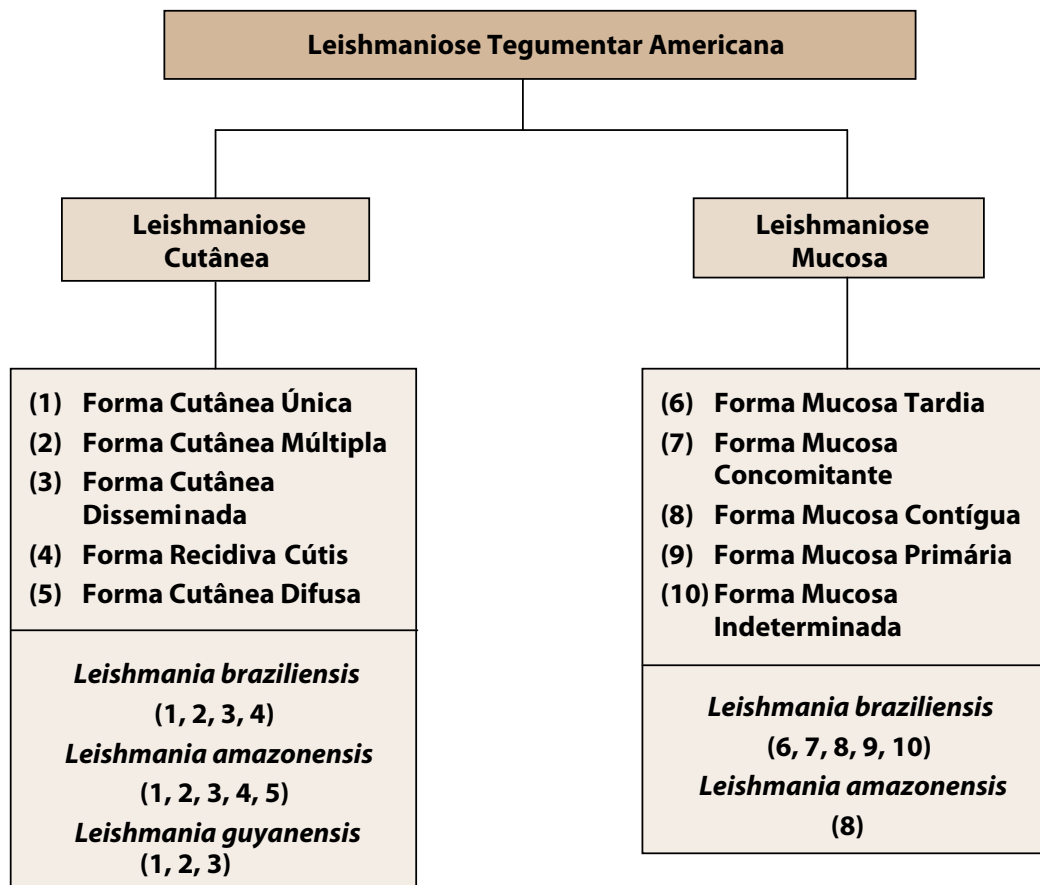 Leishmaniose Tegumentar Americana
Leishmaniose
Cutânea
(1) Forma Cutânea Única
(2) Forma Cutânea Múltipla
(3) Forma Cutânea
Disseminada
(4) Forma Recidiva Cútis
(5) Forma Cutânea Difusa
Leishmania braziliensis
(1, 2, 3, 4)
Leishmania amazonensis
(1, 2, 3, 4, 5)
Leishmania guyanensis
(1, 2, 3)
Leishmaniose
Mucosa
(6) Forma Mucosa Tardia
(7) Forma Mucosa
Concomitante
(8) Forma Mucosa Contígua
(9) Forma Mucosa Primária
(10) Forma Mucosa
Indeterminada
Leishmania braziliensis
(6, 7, 8, 9, 10)
Leishmania amazonensis
(8)